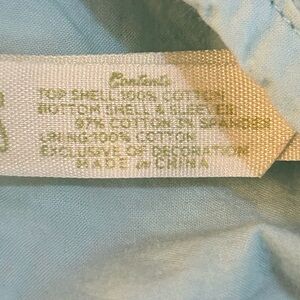 Contents
TOP SHELL:100% COTTON
BOTTOM SHELL & SLEEVES:
97% COTTON 3% SPANDEX
LINING:100% COTTON
EXCLUSIVE OF DECORATION
MADE in CHINA